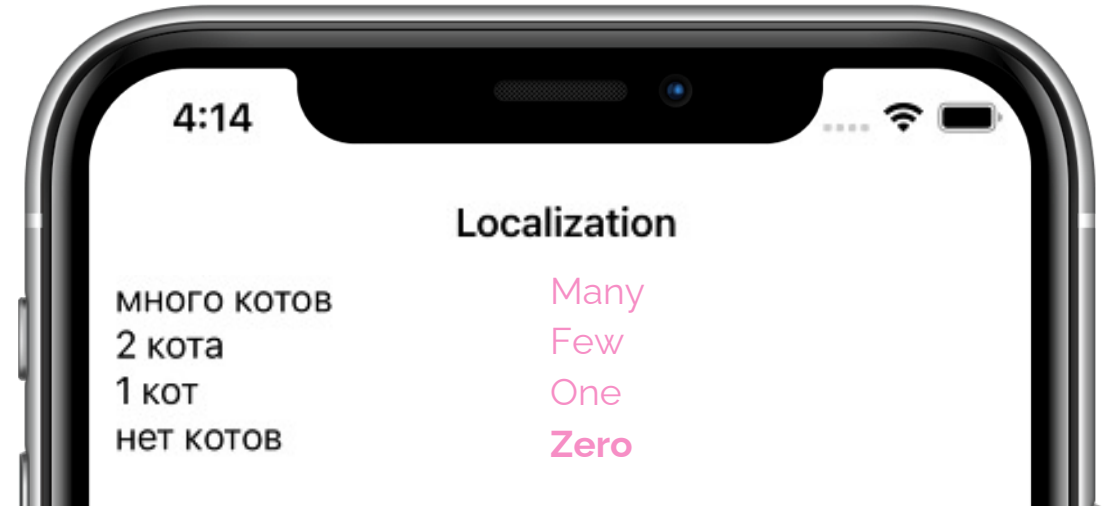 4:14
Localization
много котов Many
2 кота Few
1 кот One
нет котов Zero